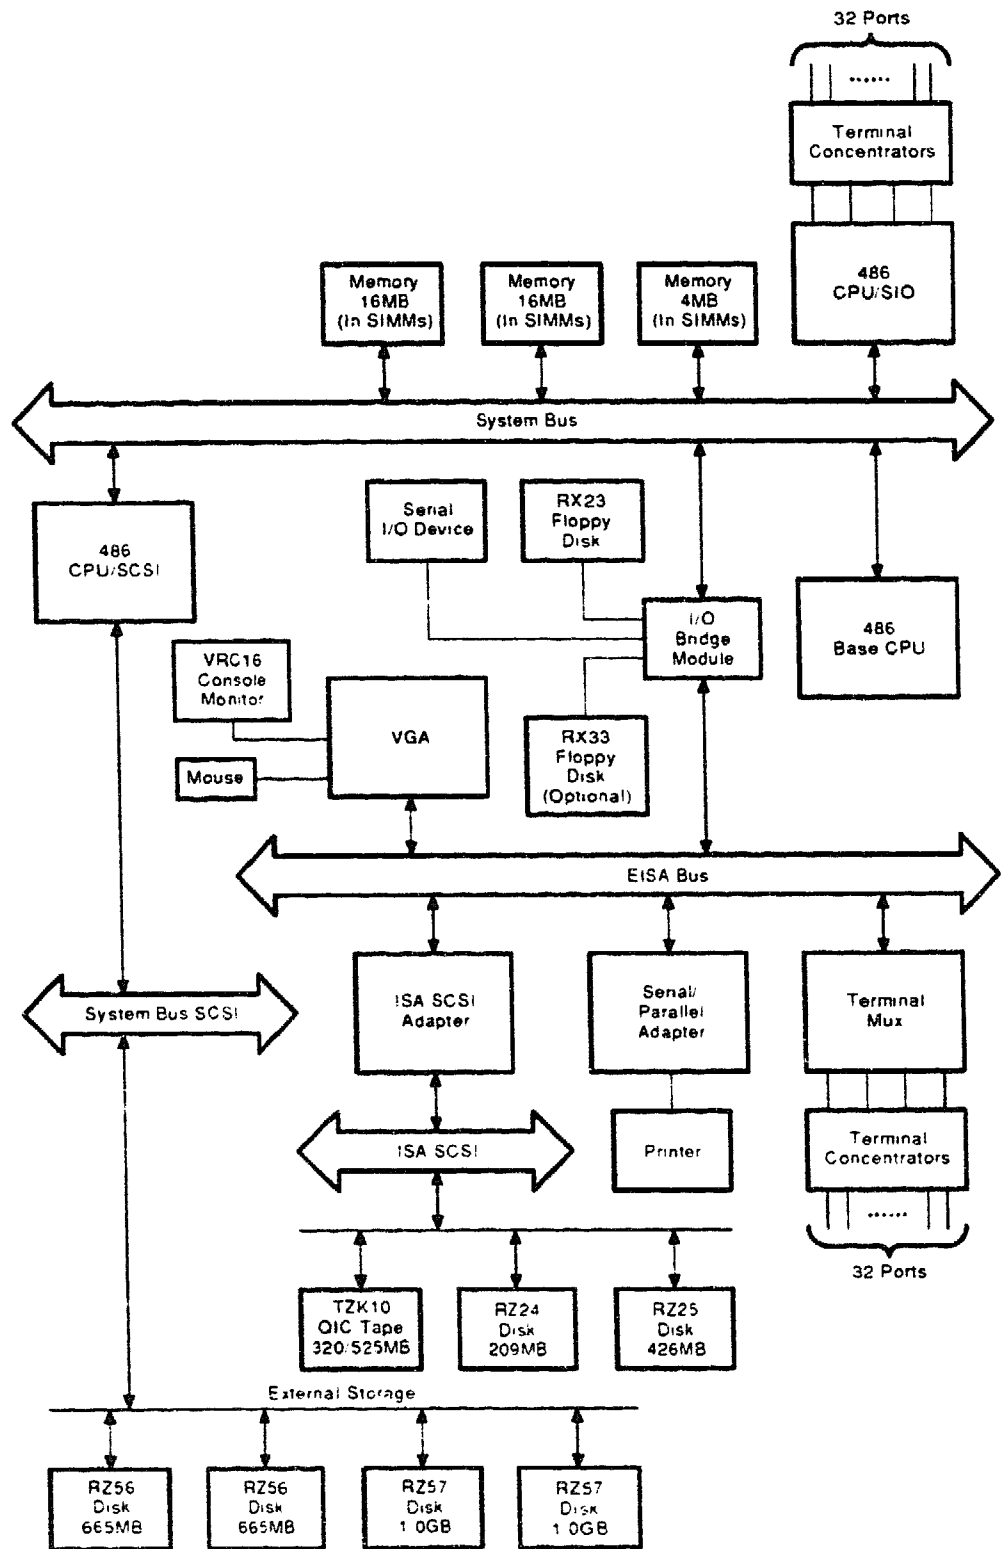 32 Ports
Terminal
Concentrators
486
CPU/SIO
Memory
16MB
(In SIMMs)
Memory
16MB
(In SIMMs)
Memory
4MB
(In SIMMs)
System Bus
486
CPU/SCSI
Serial
I/O Device
RX23
Floppy
Disk
I/O
Bridge
Module
486
Base CPU
VRC16
Console
Monitor
Mouse
VGA
RX33
Floppy
Disk
(Optional)
EISA Bus
System Bus SCSI
ISA SCSI
Adapter
Serial/
Parallel
Adapter
Terminal
Mux
ISA SCSI
Printer
Terminal
Concentrators
32 Ports
TZK10
QIC Tape
320/525MB
RZ24
Disk
209MB
RZ25
Disk
426MB
External Storage
RZ56
Disk
665MB
RZ56
Disk
665MB
RZ57
Disk
1.0GB
RZ57
Disk
1.0GB